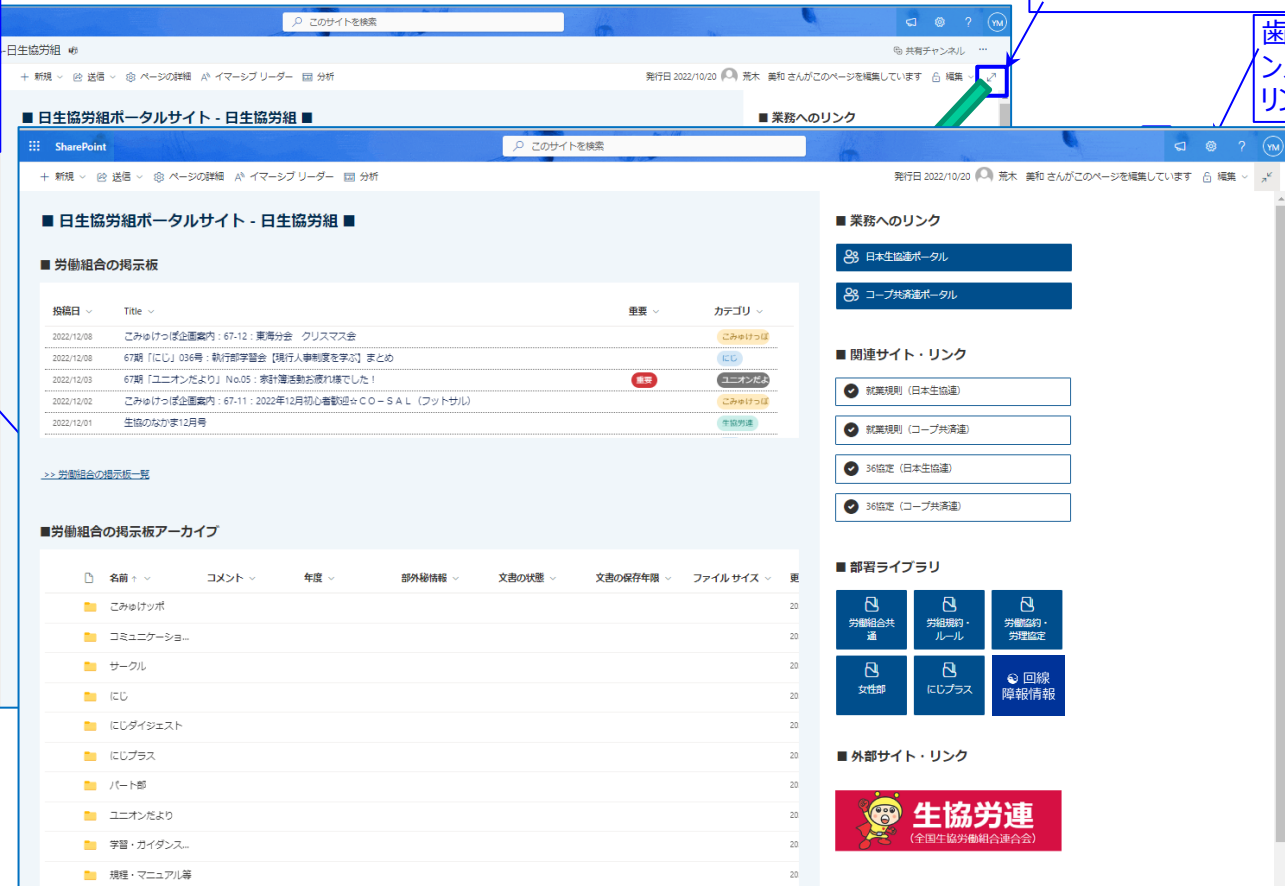 このサイトを検索
? YM
-日生協労組
共有チャンネル ...
+ 新規 送信 ページの詳細 イマーシブ リーダー 分析
発行日 2022/10/20 荒木 美和 さんがこのページを編集しています 編集
■ 日生協労組ポータルサイト - 日生協労組 ■
■ 業務へのリンク
歯
ン
リン
SharePoint
このサイトを検索
? YM
+ 新規 送信 ページの詳細 イマーシブ リーダー 分析
発行日 2022/10/20 荒木 美和 さんがこのページを編集しています 編集
■ 日生協労組ポータルサイト - 日生協労組 ■
■ 労働組合の掲示板
投稿日 Title 重要 カテゴリ
2022/12/08 こみゅけっぽ企画案内：67-12：東海分会 クリスマス会 こみゅけっぽ
2022/12/08 67期「にじ」036号：執行部学習会【現行人事制度を学ぶ】まとめ にじ
2022/12/03 67期「ユニオンだより」No.05：家計簿活動お疲れ様でした！ 重要 ユニオンだよ
2022/12/02 こみゅけっぽ企画案内：67-11：2022年12月初心者歓迎☆ＣＯ－ＳＡＬ（フットサル） こみゅけっぽ
2022/12/01 生協のなかま12月号 生協労連
>> 労働組合の掲示板一覧
■労働組合の掲示板アーカイブ
名前 ↑ コメント 年度 部外秘情報 文書の状態 文書の保存年限 ファイル サイズ 更
こみゅけツポ 20
コミュニケーショ... 20
サークル 20
にじ 20
にじダイジェスト 20
にじプラス 20
パート部 20
ユニオンだより 20
学習・ガイダンス... 20
規程・マニュアル等 20
■ 業務へのリンク
日本生協連ポータル
コープ共済連ポータル
■ 関連サイト・リンク
就業規則（日本生協連）
就業規則（コープ共済連）
36協定（日本生協連）
36協定（コープ共済連）
■ 部署ライブラリ
労働組合共通
労組規約・ルール
労働協約・労理協定
女性部
にじプラス
回線
障報情報
■ 外部サイト・リンク
生協労連
（全国生協労働組合連合会）